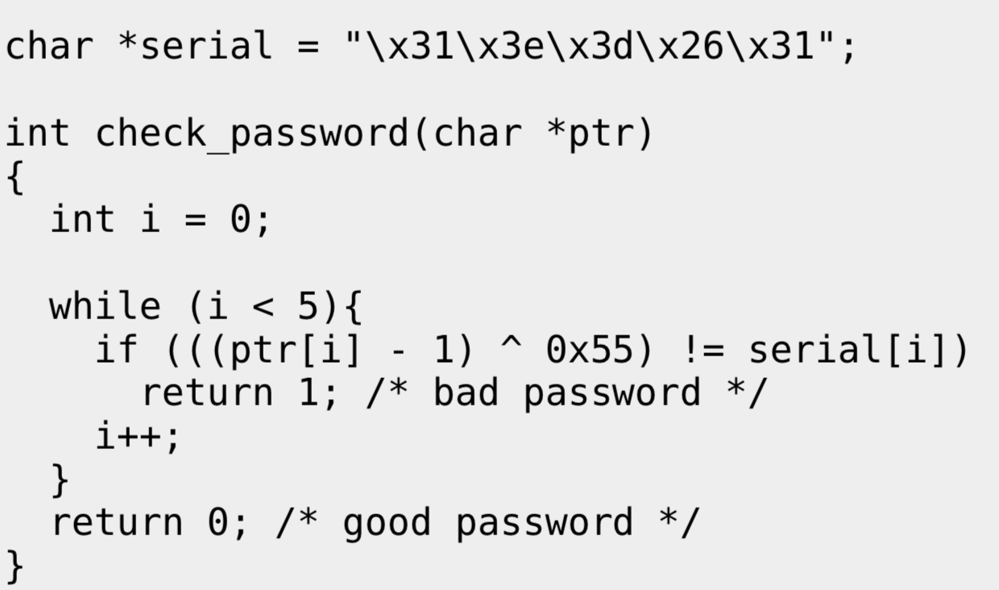 char *serial = "\x31\x3e\x3d\x26\x31";

int check_password(char *ptr)
{
  int i = 0;

  while (i < 5){
    if (((ptr[i] - 1) ^ 0x55) != serial[i])
      return 1; /* bad password */
    i++;
  }
  return 0; /* good password */
}